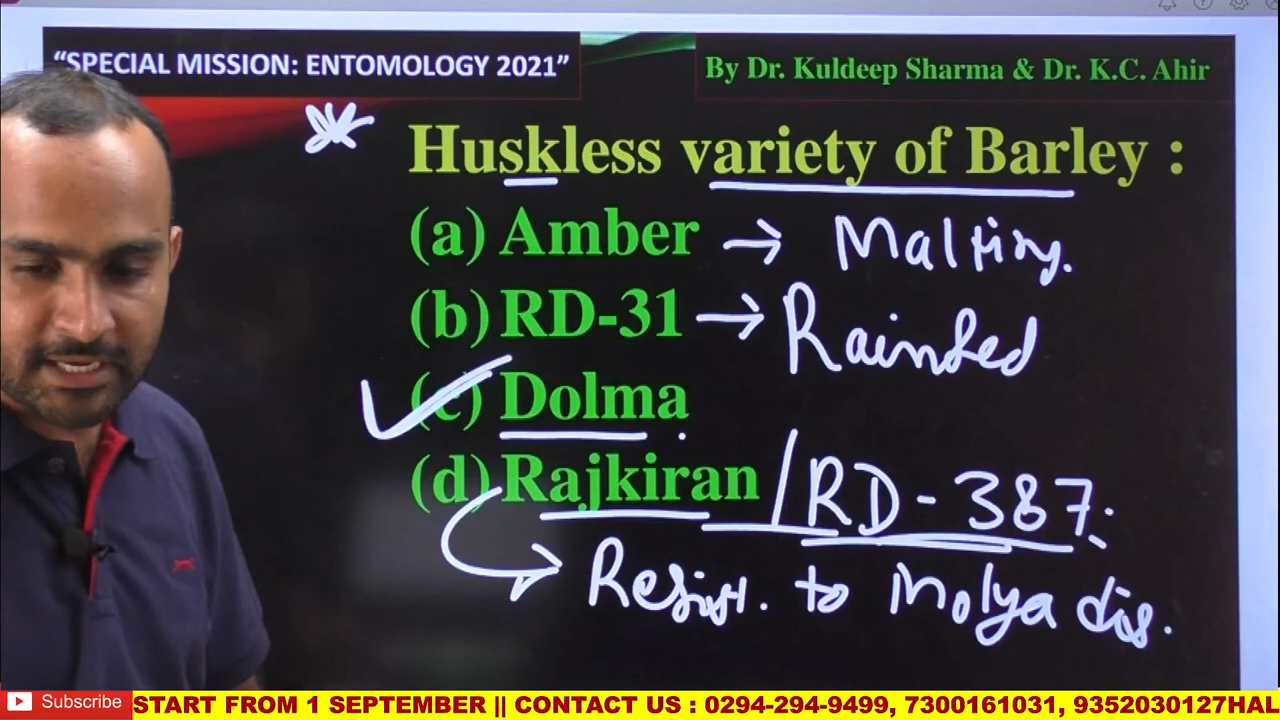 “SPECIAL MISSION: ENTOMOLOGY 2021”
By Dr. Kuldeep Sharma & Dr. K.C. Ahir
Huskless variety of Barley :
(a) Amber → Malting.
(b) RD-31 → Rainfed
(c) Dolma
(d) Rajkiran / RD-387.
→ Resist. to Molya dis.
Subscribe START FROM 1 SEPTEMBER || CONTACT US : 0294-294-9499, 7300161031, 9352030127HAL